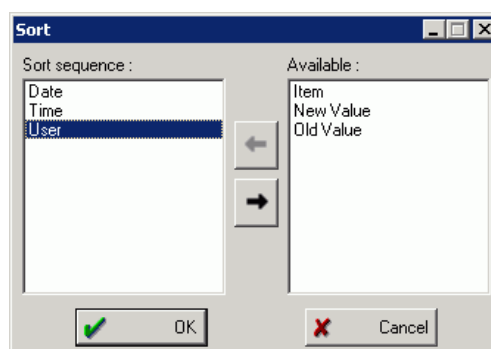 Sort
Sort sequence :
Date
Time
User
Available :
Item
New Value
Old Value
OK
Cancel